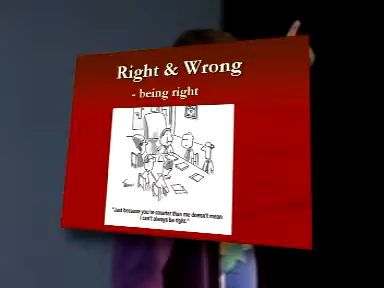 Right & Wrong
- being right
"Just because you're smarter than me doesn't mean
I can't always be right."